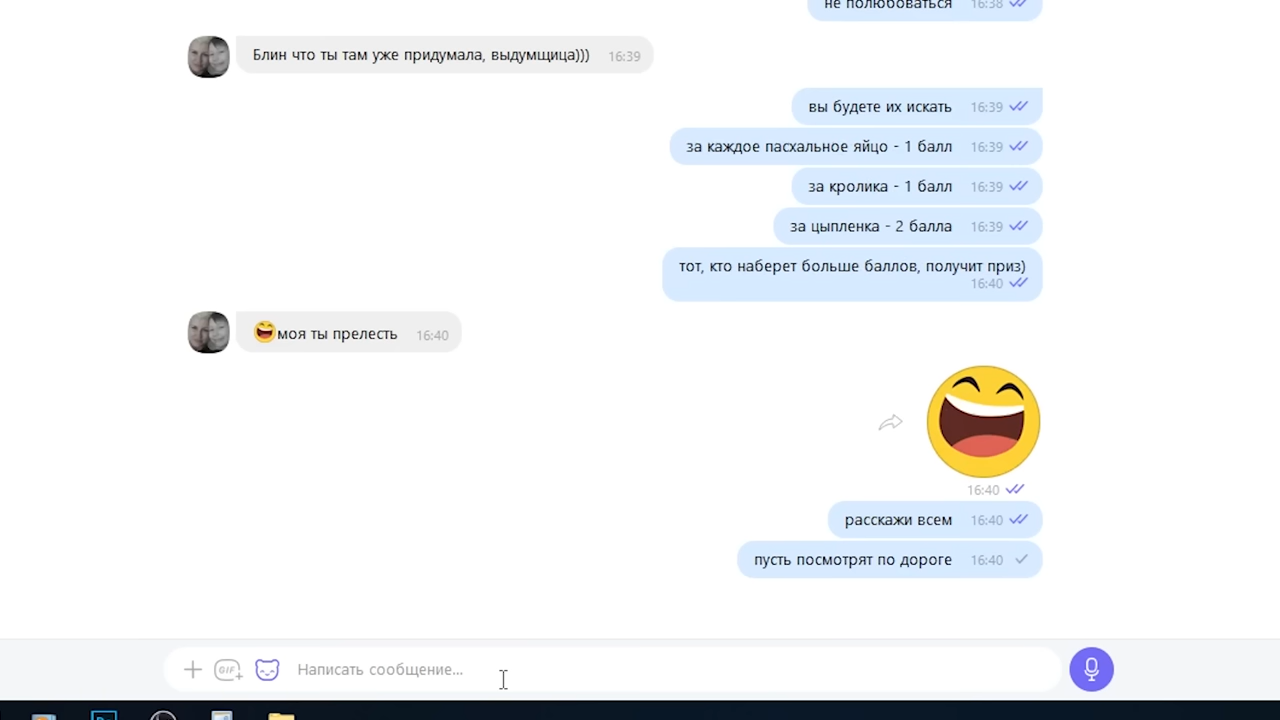 не полюбоваться 16:38
Блин что ты там уже придумала, выдумщица))) 16:39
вы будете их искать 16:39
за каждое пасхальное яйцо - 1 балл 16:39
за кролика - 1 балл 16:39
за цыпленка - 2 балла 16:39
тот, кто наберет больше баллов, получит приз)
16:40
моя ты прелесть 16:40
16:40
расскажи всем 16:40
пусть посмотрят по дороге 16:40
GIF Написать сообщение...